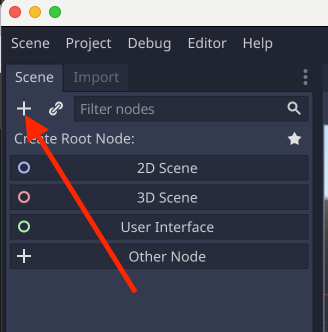 Scene Project Debug Editor Help
Scene Import
Filter nodes
Create Root Node:
2D Scene
3D Scene
User Interface
Other Node